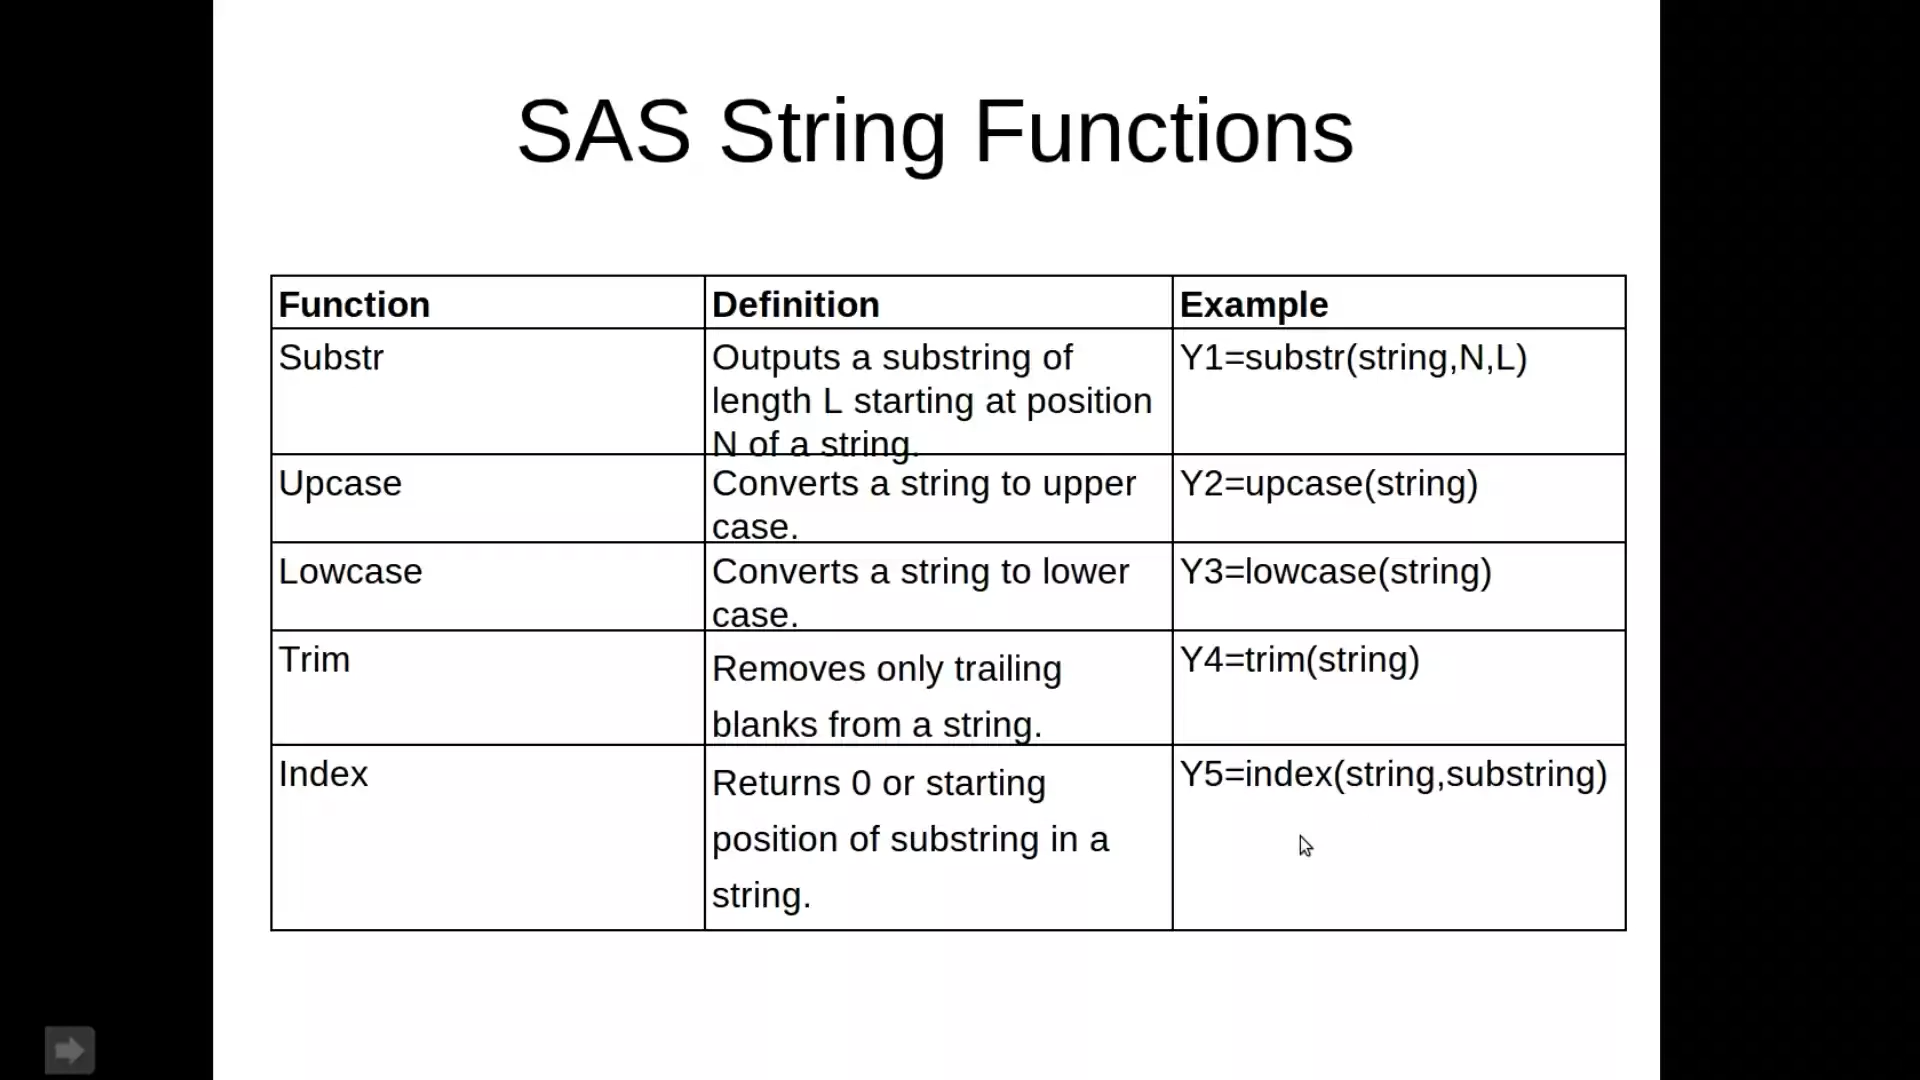 SAS String Functions
Function Definition Example
Substr Outputs a substring of Y1=substr(string,N,L)
length L starting at position
N of a string.
Upcase Converts a string to upper Y2=upcase(string)
case.
Lowcase Converts a string to lower Y3=lowcase(string)
case.
Trim Removes only trailing Y4=trim(string)
blanks from a string.
Index Returns 0 or starting Y5=index(string,substring)
position of substring in a
string.